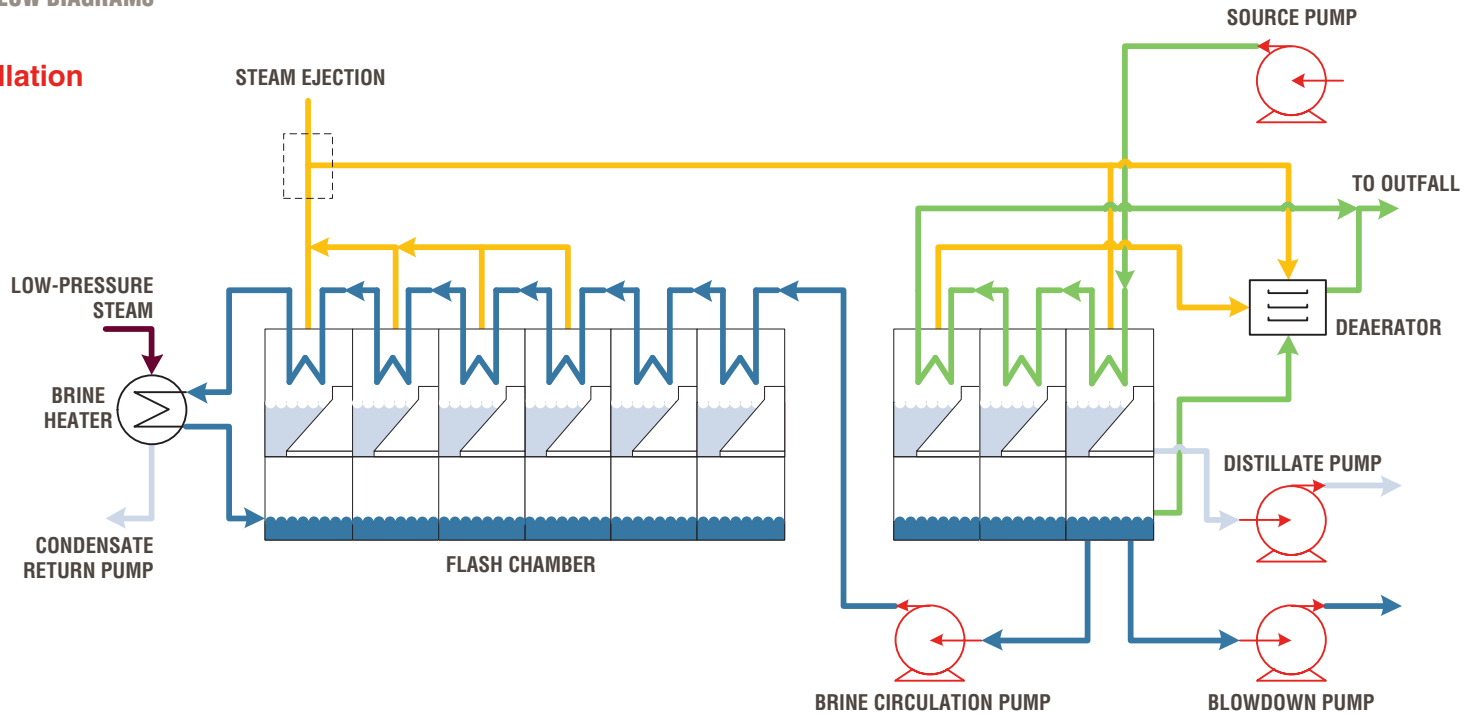 SOURCE PUMP
llation
STEAM EJECTION
TO OUTFALL
LOW-PRESSURE
STEAM
DEAERATOR
BRINE
HEATER
DISTILLATE PUMP
CONDENSATE
RETURN PUMP
FLASH CHAMBER
BRINE CIRCULATION PUMP
BLOWDOWN PUMP